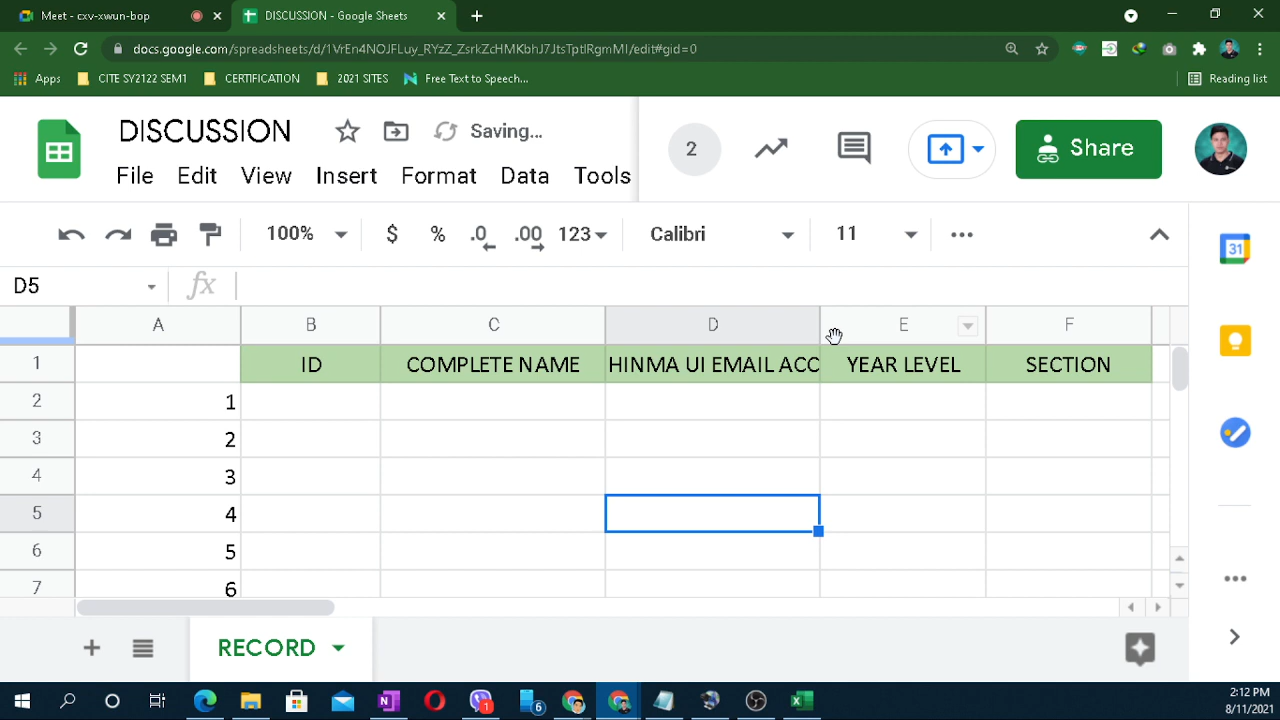 Meet - cxv-xwun-bop
DISCUSSION - Google Sheets
docs.google.com/spreadsheets/d/1VrEn4NOJFLuy_RYzZ_ZsrkZcHMKbhJ7JtsTptlRgmMI/edit#gid=0
Apps CITE SY2122 SEM1 CERTIFICATION 2021 SITES Free Text to Speech... Reading list
DISCUSSION Saving...
2 Share
File Edit View Insert Format Data Tools
100% $ % .0 .00 123 Calibri 11
31
D5 fx
A B C D E F
1 ID COMPLETE NAME HINMA UI EMAIL ACC YEAR LEVEL SECTION
2 1
3 2
4 3
5 4
6 5
7 6
RECORD
1 6
2:12 PM
8/11/2021